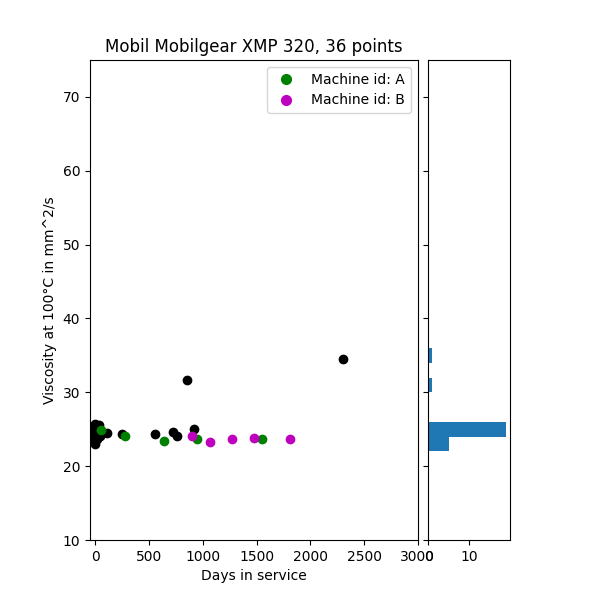 Mobil Mobilgear XMP 320, 36 points
Machine id: A
Machine id: B
Viscosity at 100°C in mm^2/s
70
60
50
40
30
20
10
0 500 1000 1500 2000 2500 3000
0 10
Days in service